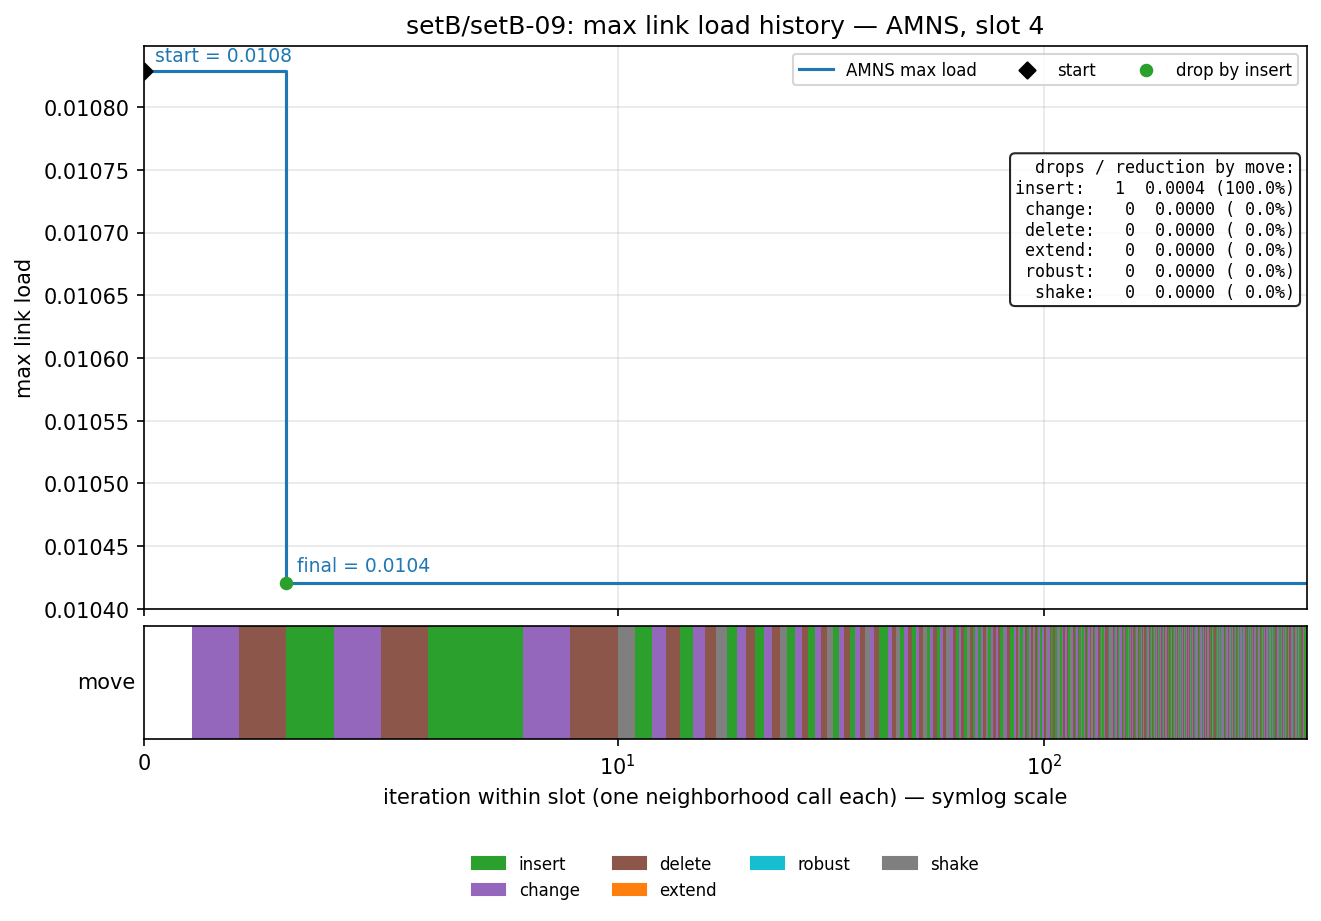 setB/setB-09: max link load history — AMNS, slot 4
start = 0.0108
AMNS max load
start
drop by insert
0.01080
0.01075
0.01070
0.01065
0.01060
0.01055
0.01050
0.01045
0.01040
max link load
drops / reduction by move:
insert: 1 0.0004 (100.0%)
change: 0 0.0000 ( 0.0%)
delete: 0 0.0000 ( 0.0%)
extend: 0 0.0000 ( 0.0%)
robust: 0 0.0000 ( 0.0%)
shake: 0 0.0000 ( 0.0%)
final = 0.0104
move
0 10¹ 10²
iteration within slot (one neighborhood call each) — symlog scale
insert delete robust shake
change extend